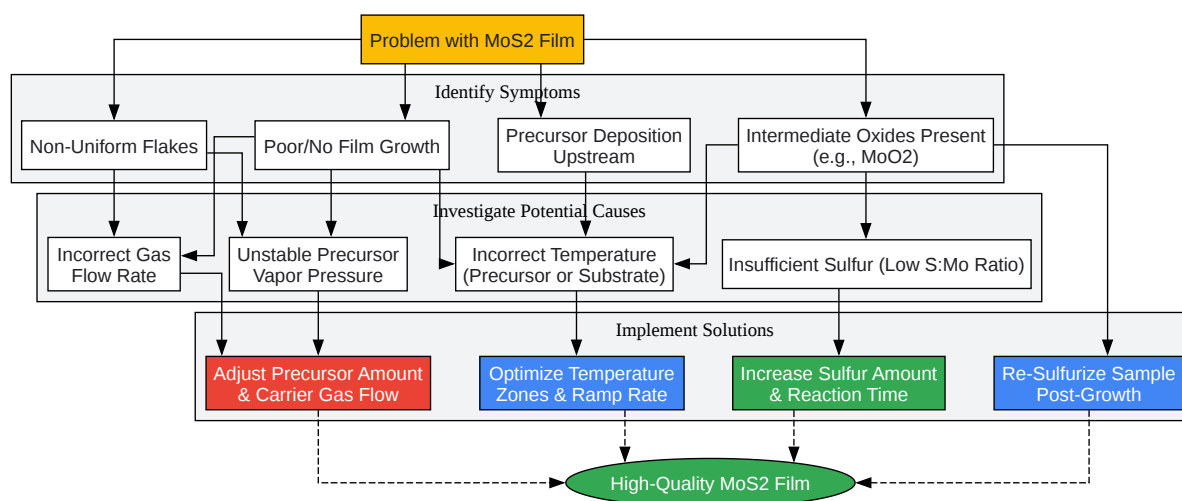 Problem with MoS2 Film
Identify Symptoms
Non-Uniform Flakes
Poor/No Film Growth
Precursor Deposition
Upstream
Intermediate Oxides Present
(e.g., MoO2)
Investigate Potential Causes
Incorrect Gas
Flow Rate
Unstable Precursor
Vapor Pressure
Incorrect Temperature
(Precursor or Substrate)
Insufficient Sulfur (Low S:Mo Ratio)
Implement Solutions
Adjust Precursor Amount
& Carrier Gas Flow
Optimize Temperature
Zones & Ramp Rate
Increase Sulfur Amount
& Reaction Time
Re-Sulfurize Sample
Post-Growth
High-Quality MoS2 Film